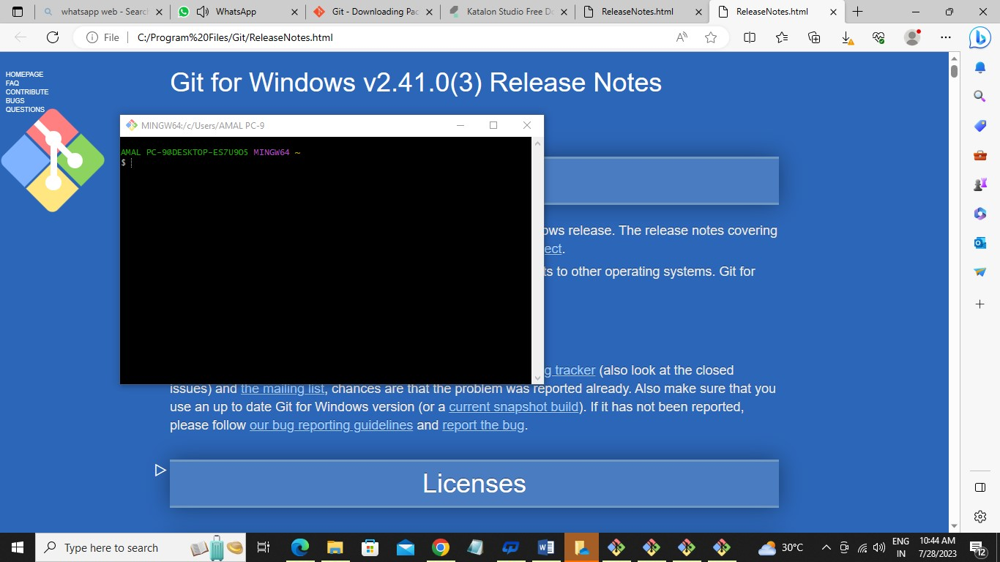 whatsapp web - Searc
WhatsApp
Git - Downloading Pac
Katalon Studio Free Do
ReleaseNotes.html
ReleaseNotes.html
File
C:/Program%20Files/Git/ReleaseNotes.html
HOMEPAGE
FAQ
CONTRIBUTE
BUGS
QUESTIONS
Git for Windows v2.41.0(3) Release Notes
MINGW64:/c/Users/AMAL PC-9
AMAL PC-9@DESKTOP-ES7U9O5 MINGW64 ~
$
ows release. The release notes covering
ect.
ts to other operating systems. Git for
g tracker (also look at the closed
issues) and the mailing list, chances are that the problem was reported already. Also make sure that you
use an up to date Git for Windows version (or a current snapshot build). If it has not been reported,
please follow our bug reporting guidelines and report the bug.
Licenses
Type here to search
30°C
ENG
IN
10:44 AM
7/28/2023
12